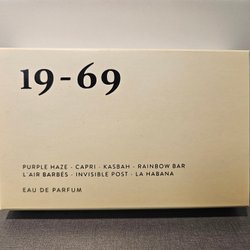 19-69
PURPLE HAZE · CAPRI · KASBAH · RAINBOW BAR
L'AIR BARBÈS · INVISIBLE POST · LA HABANA
EAU DE PARFUM